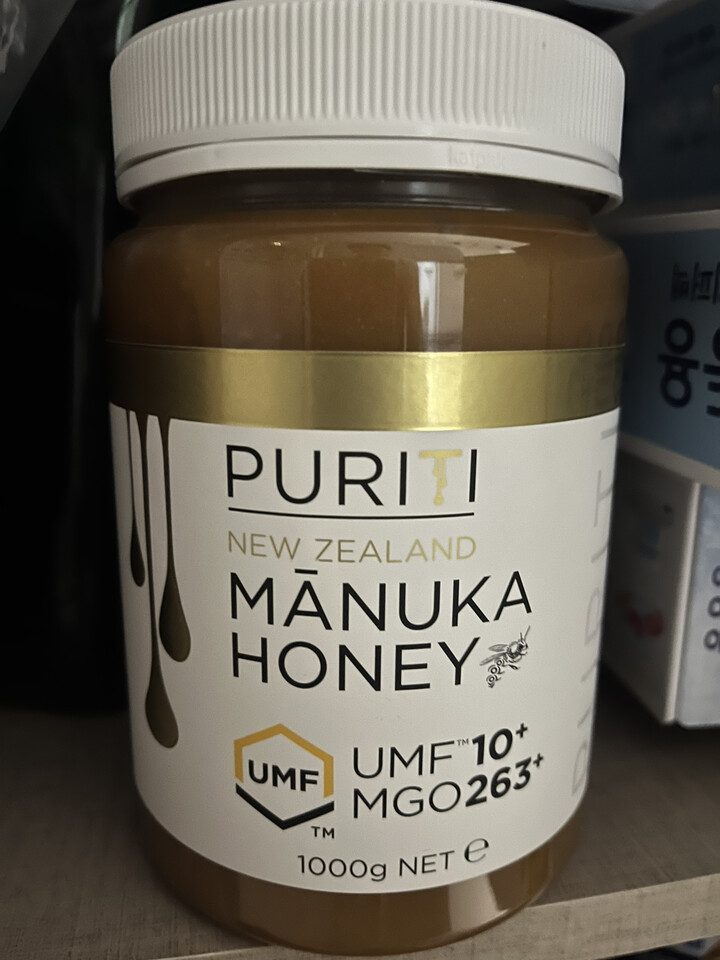 PURITI
NEW ZEALAND
MĀNUKA
HONEY
UMF
TM
UMF™10⁺
MGO263⁺
1000g NET ℮